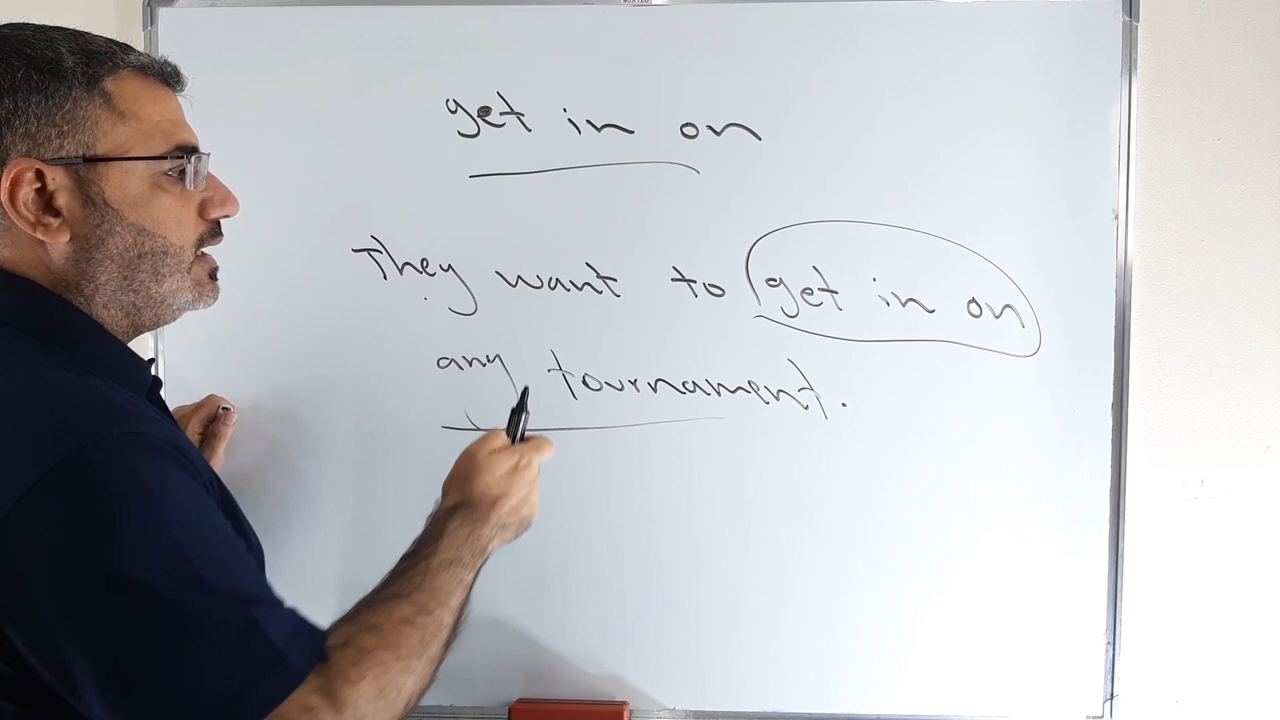 get in on
They want to get in on
any tournament.